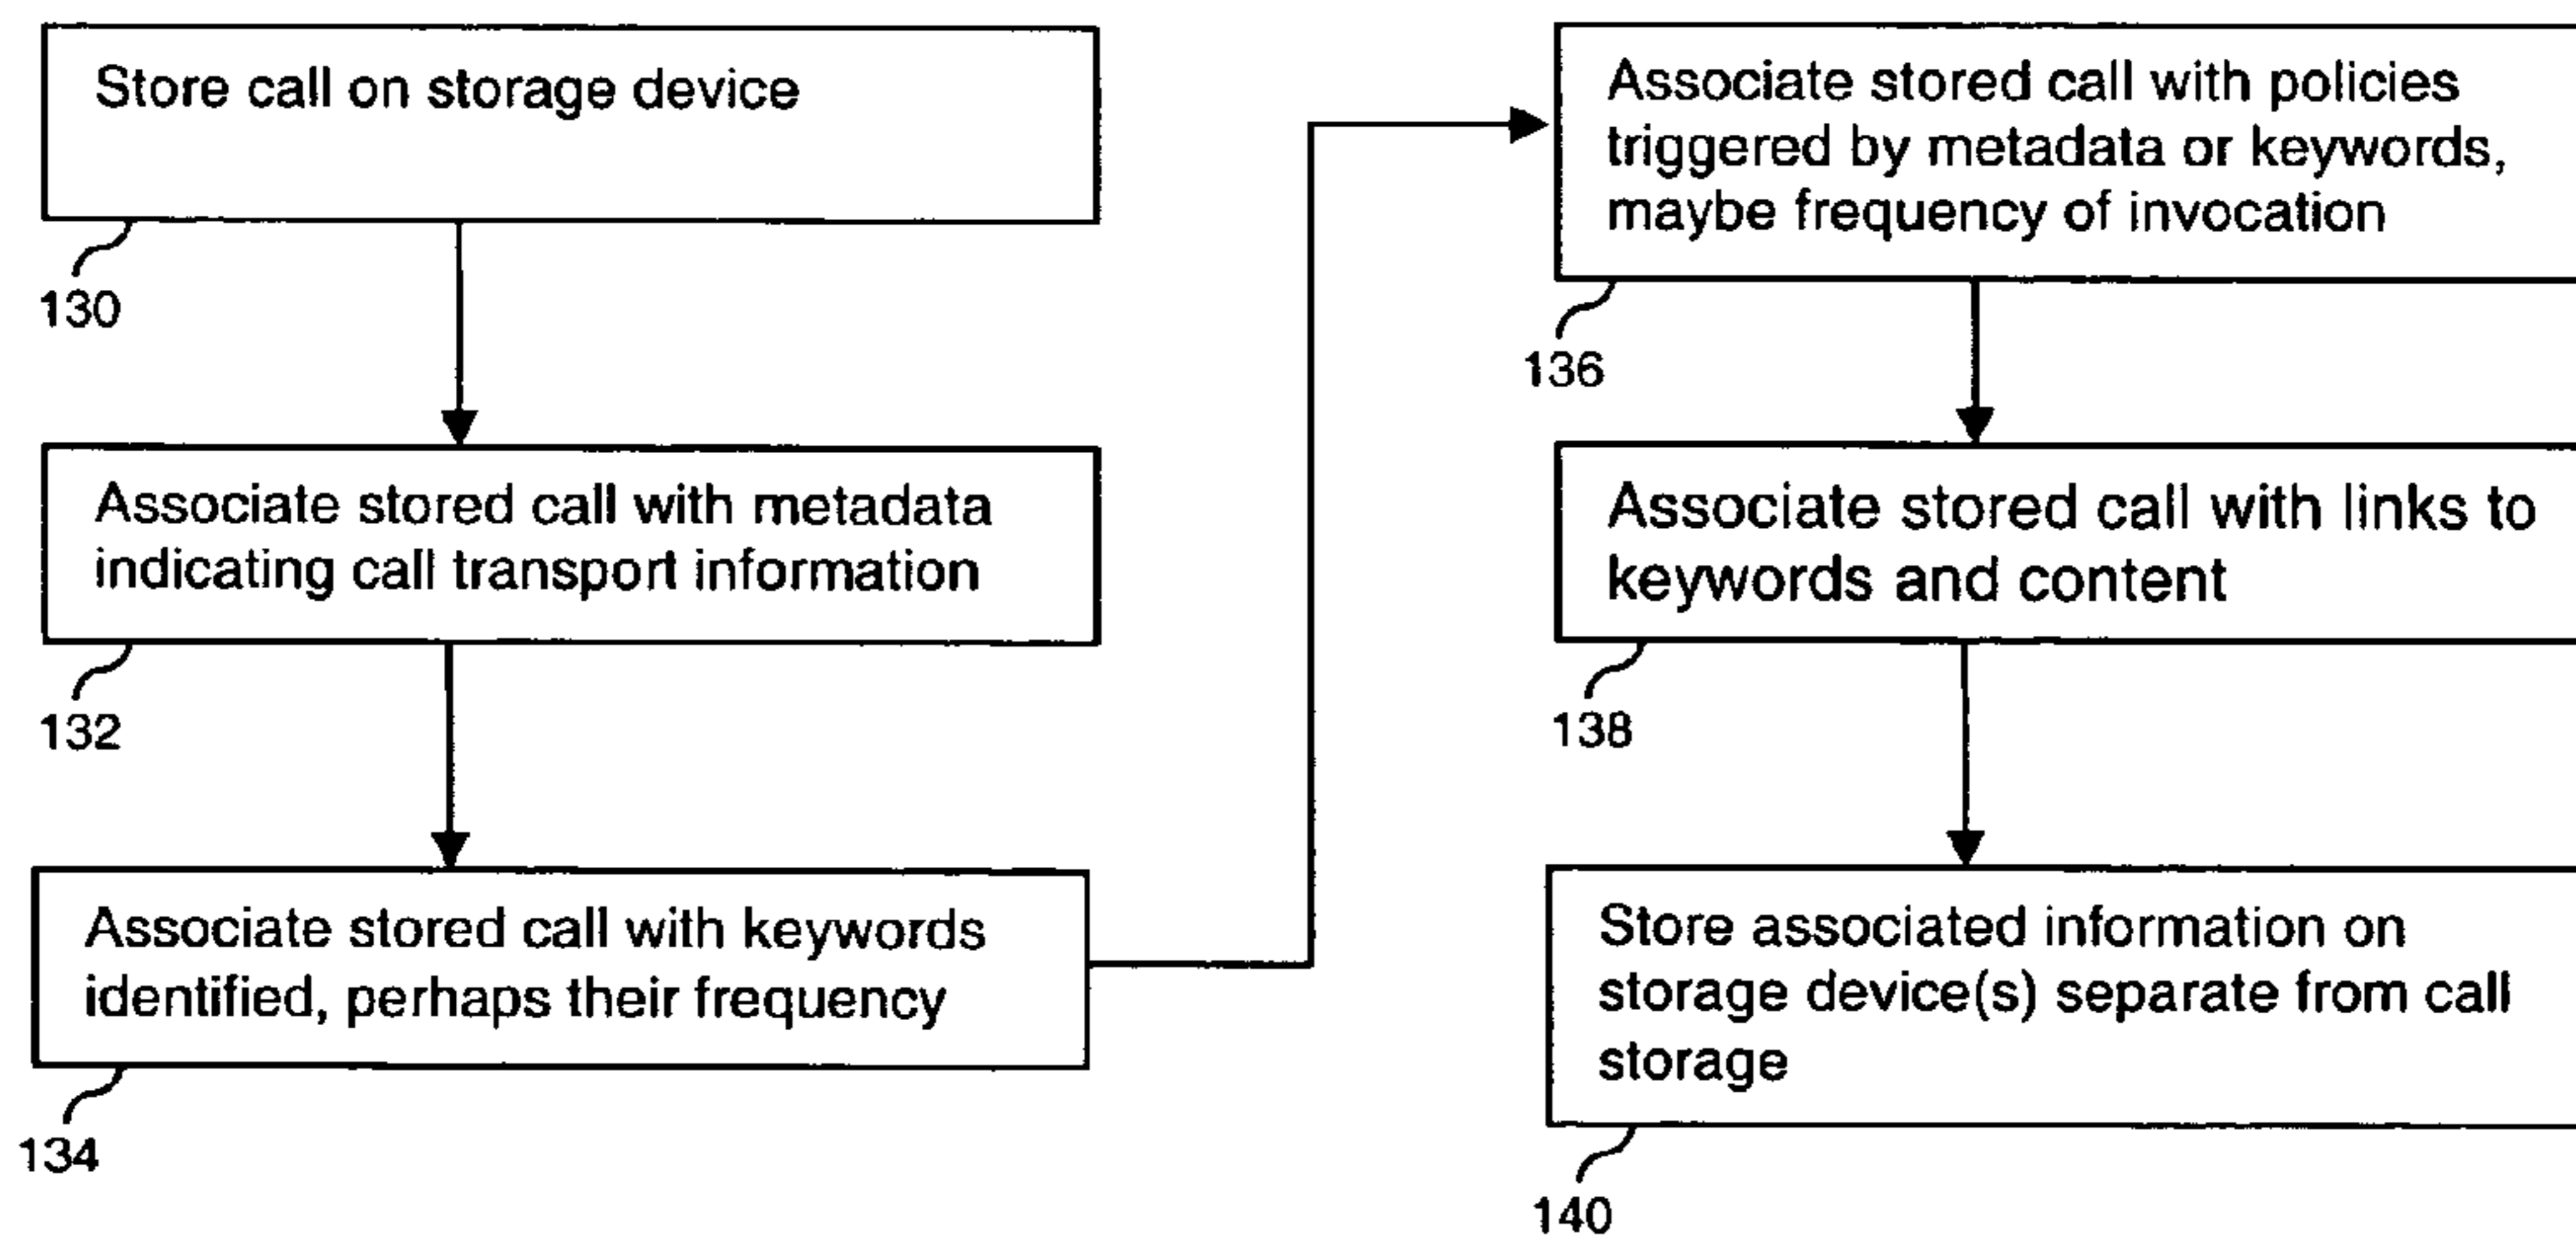 Store call on storage device
130
Associate stored call with metadata
indicating call transport information
132
Associate stored call with keywords
identified, perhaps their frequency
134
Associate stored call with policies
triggered by metadata or keywords,
maybe frequency of invocation
136
Associate stored call with links to
keywords and content
138
Store associated information on
storage device(s) separate from call
storage
140